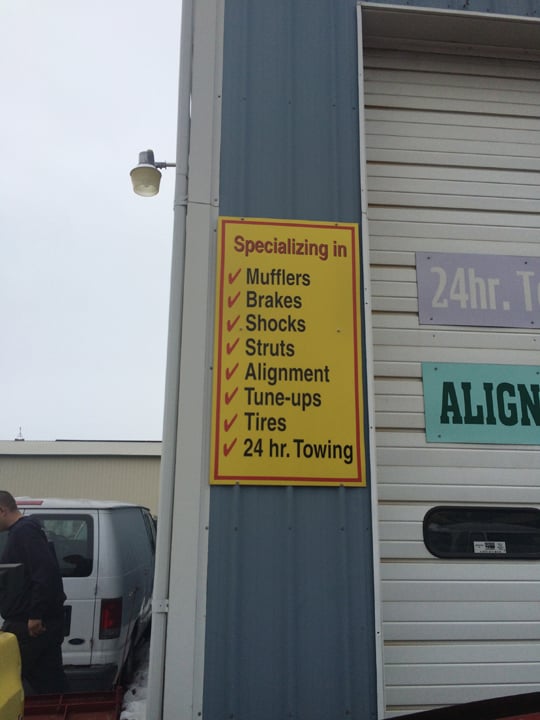 Specializing in
✓ Mufflers
✓ Brakes
✓ Shocks
✓ Struts
✓ Alignment
✓ Tune-ups
✓ Tires
✓ 24 hr. Towing
24hr. T
ALIGN